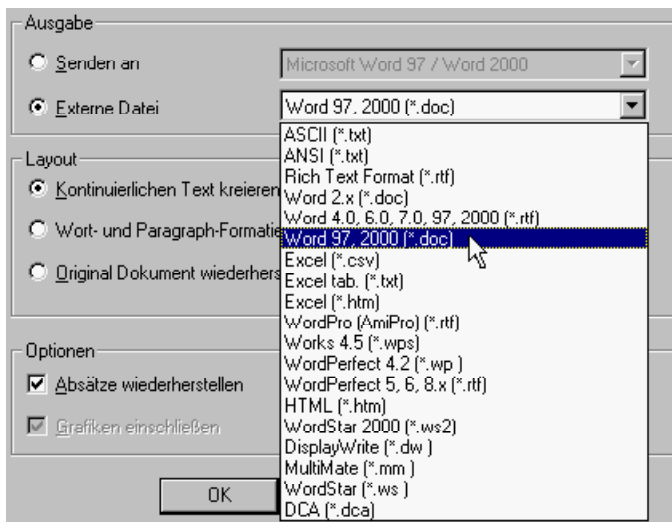 Ausgabe
Senden an
Microsoft Word 97 / Word 2000
Externe Datei
Word 97, 2000 (*.doc)
ASCII (*.txt)
ANSI (*.txt)
Rich Text Format (*.rtf)
Word 2.x (*.doc)
Word 4.0, 6.0, 7.0, 97, 2000 (*.rtf)
Word 97, 2000 (*.doc)
Excel (*.csv)
Excel tab. (*.txt)
Excel (*.htm)
WordPro (AmiPro) (*.rtf)
Works 4.5 (*.wps)
WordPerfect 4.2 (*.wp )
WordPerfect 5, 6, 8.x (*.rtf)
HTML (*.htm)
WordStar 2000 (*.ws2)
DisplayWrite (*.dw )
MultiMate (*.mm )
WordStar (*.ws )
DCA (*.dca)
Layout
Kontinuierlichen Text kreieren
Wort- und Paragraph-Formatie
Original Dokument wiederhers
Optionen
Absätze wiederherstellen
Grafiken einschließen
OK